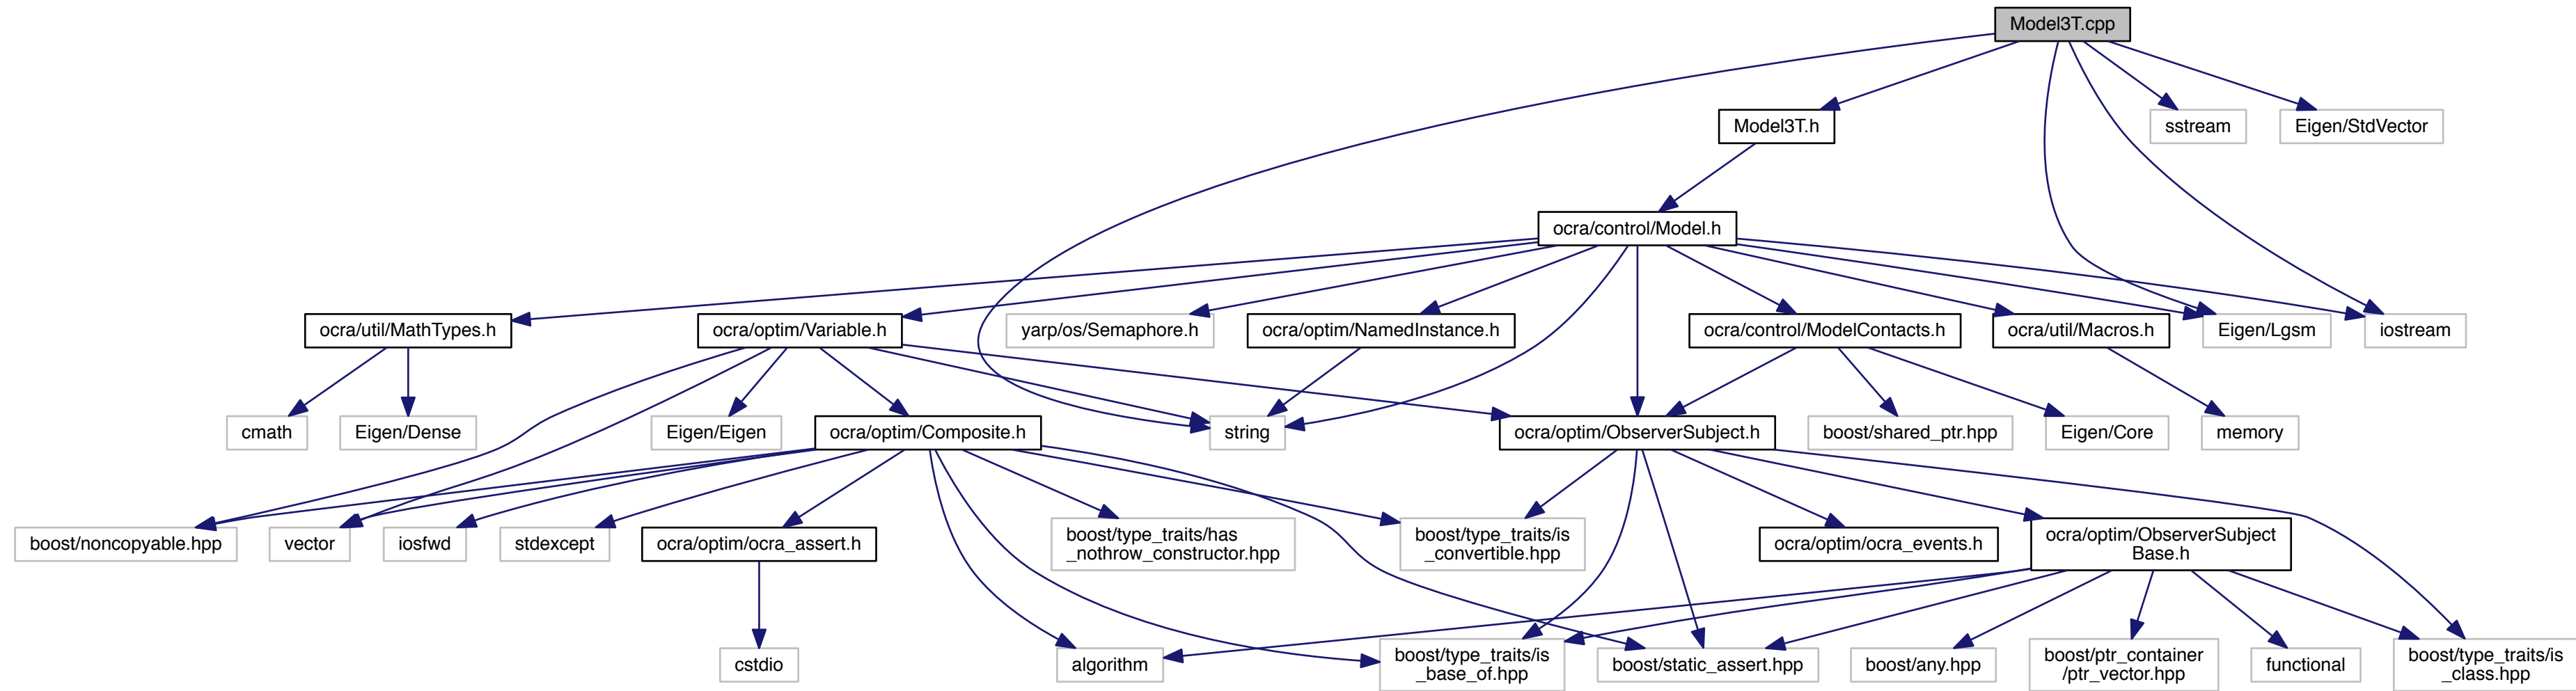 Model3T.cpp
Model3T.h
sstream
Eigen/StdVector
ocra/control/Model.h
ocra/util/MathTypes.h
ocra/optim/Variable.h
yarp/os/Semaphore.h
ocra/optim/NamedInstance.h
ocra/control/ModelContacts.h
ocra/util/Macros.h
Eigen/Lgsm
iostream
cmath
Eigen/Dense
Eigen/Eigen
ocra/optim/Composite.h
string
ocra/optim/ObserverSubject.h
boost/shared_ptr.hpp
Eigen/Core
memory
boost/noncopyable.hpp
vector
iosfwd
stdexcept
ocra/optim/ocra_assert.h
boost/type_traits/has
_nothrow_constructor.hpp
boost/type_traits/is
_convertible.hpp
ocra/optim/ocra_events.h
ocra/optim/ObserverSubject
Base.h
cstdio
algorithm
boost/type_traits/is
_base_of.hpp
boost/static_assert.hpp
boost/any.hpp
boost/ptr_container
/ptr_vector.hpp
functional
boost/type_traits/is
_class.hpp